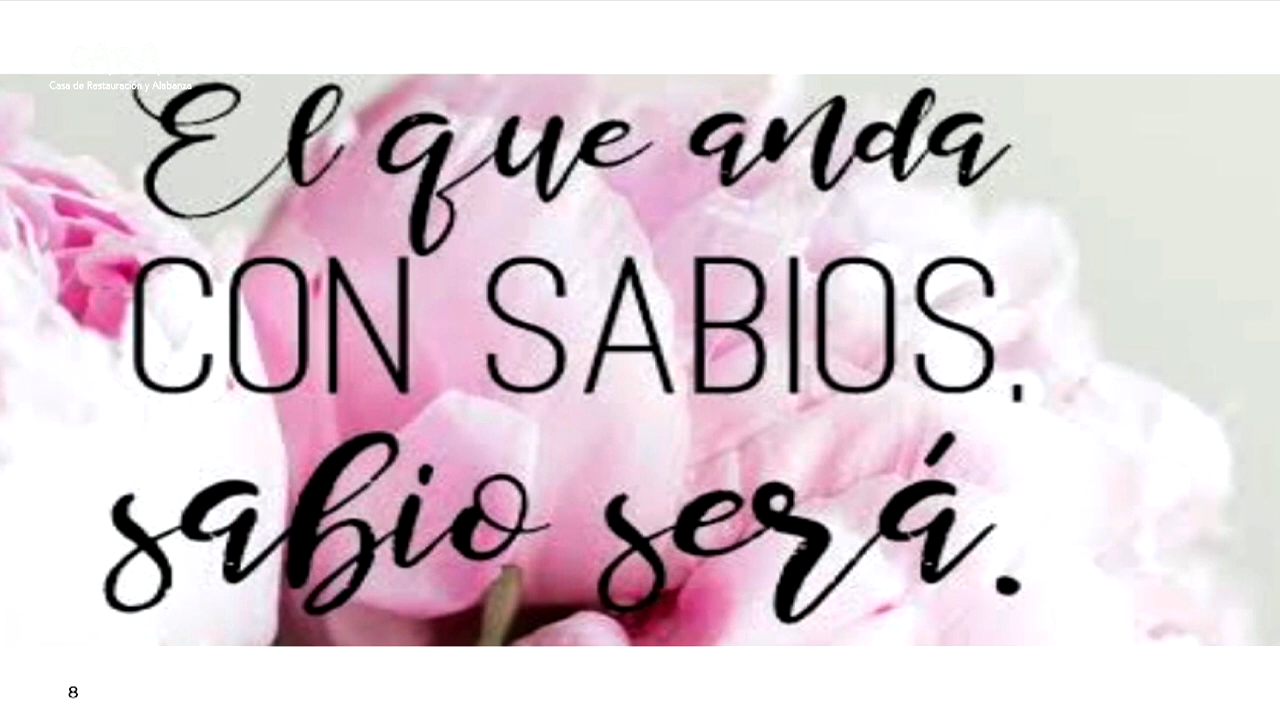 Casa de Restauración y Alabanza
El que anda
CON SABIOS,
sabio será.
8